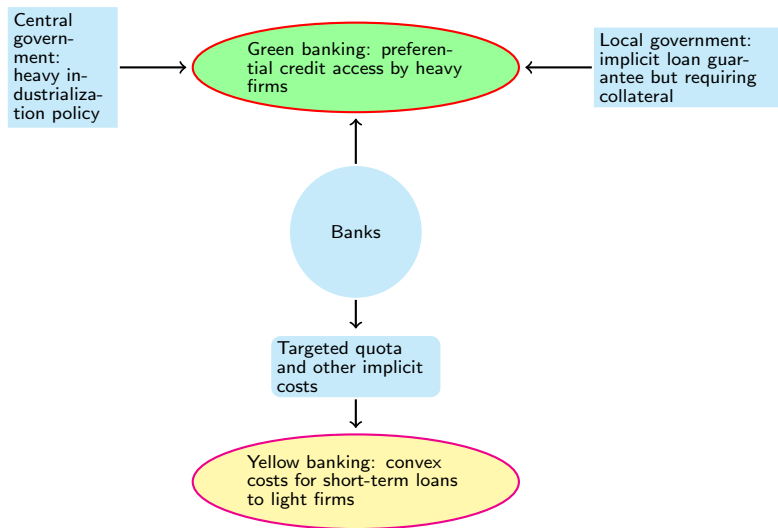 Central
govern-
ment:
heavy in-
dustrializa-
tion policy
Green banking: preferen-
tial credit access by heavy
firms
Local government:
implicit loan guar-
antee but requiring
collateral
Banks
Targeted quota
and other implicit
costs
Yellow banking: convex
costs for short-term loans
to light firms